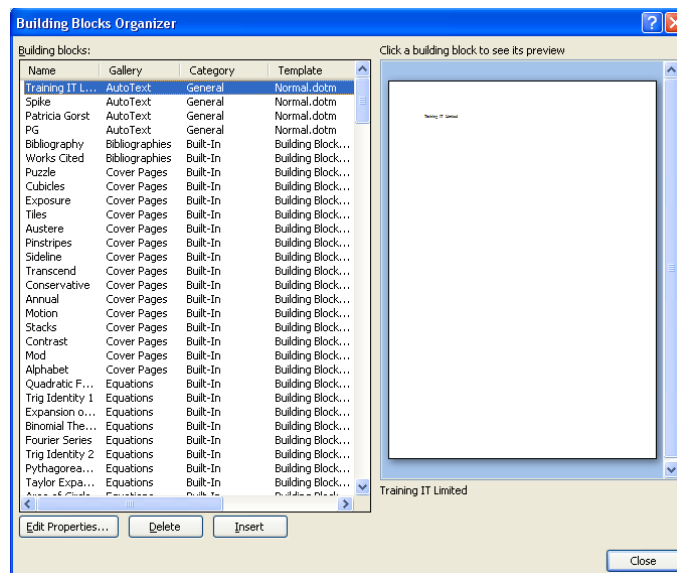 Building Blocks Organizer
Building blocks:
Click a building block to see its preview
Name Gallery Category Template
Training IT L... AutoText General Normal.dotm
Spike AutoText General Normal.dotm
Patricia Gorst AutoText General Normal.dotm
PG AutoText General Normal.dotm
Bibliography Bibliographies Built-In Building Block...
Works Cited Bibliographies Built-In Building Block...
Puzzle Cover Pages Built-In Building Block...
Cubicles Cover Pages Built-In Building Block...
Exposure Cover Pages Built-In Building Block...
Tiles Cover Pages Built-In Building Block...
Austere Cover Pages Built-In Building Block...
Pinstripes Cover Pages Built-In Building Block...
Sideline Cover Pages Built-In Building Block...
Transcend Cover Pages Built-In Building Block...
Conservative Cover Pages Built-In Building Block...
Annual Cover Pages Built-In Building Block...
Motion Cover Pages Built-In Building Block...
Stacks Cover Pages Built-In Building Block...
Contrast Cover Pages Built-In Building Block...
Mod Cover Pages Built-In Building Block...
Alphabet Cover Pages Built-In Building Block...
Quadratic F... Equations Built-In Building Block...
Trig Identity 1 Equations Built-In Building Block...
Expansion o... Equations Built-In Building Block...
Binomial The... Equations Built-In Building Block...
Fourier Series Equations Built-In Building Block...
Trig Identity 2 Equations Built-In Building Block...
Pythagorea... Equations Built-In Building Block...
Taylor Expa... Equations Built-In Building Block...
Area of Circle Equations Built-In Building Block...
Training IT Limited
Training IT Limited
Edit Properties... Delete Insert
Close